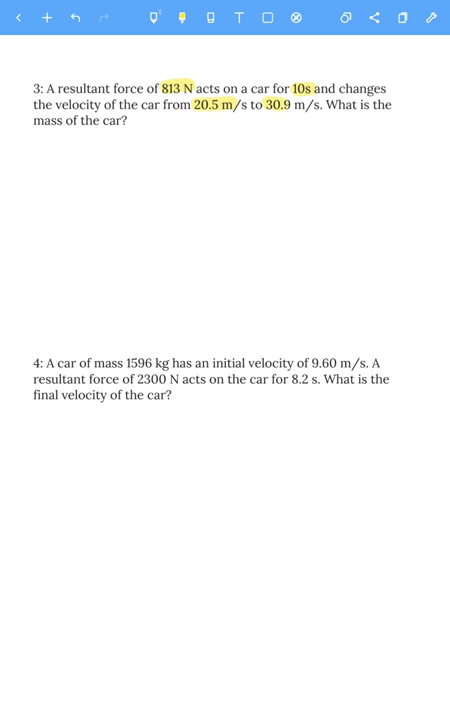 3: A resultant force of 813 N acts on a car for 10s and changes
the velocity of the car from 20.5 m/s to 30.9 m/s. What is the
mass of the car?
4: A car of mass 1596 kg has an initial velocity of 9.60 m/s. A
resultant force of 2300 N acts on the car for 8.2 s. What is the
final velocity of the car?